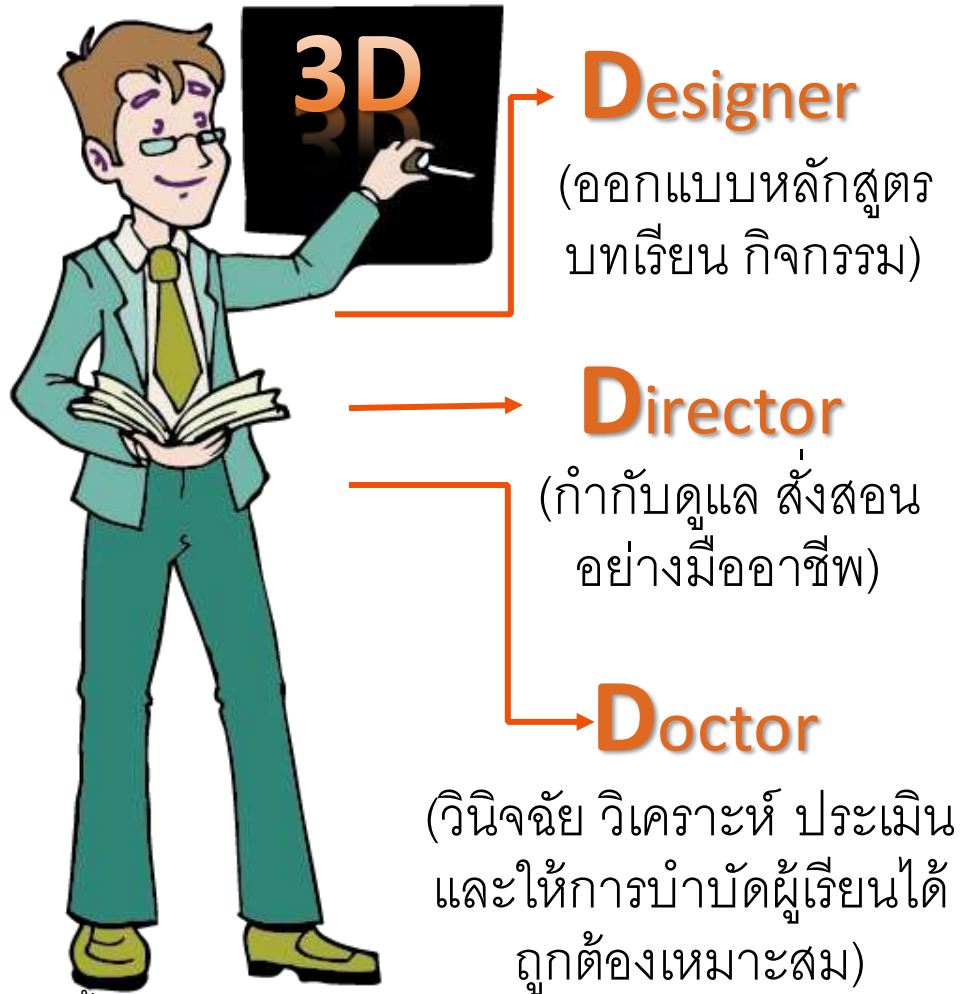 3D
Designer
(ออกแบบหลักสูตร
บทเรียน กิจกรรม)
Director
(กำกับดูแล สั่งสอน
อย่างมืออาชีพ)
Doctor
(วินิจฉัย วิเคราะห์ ประเมิน
และให้การบำบัดผู้เรียนได้
ถูกต้องเหมาะสม)